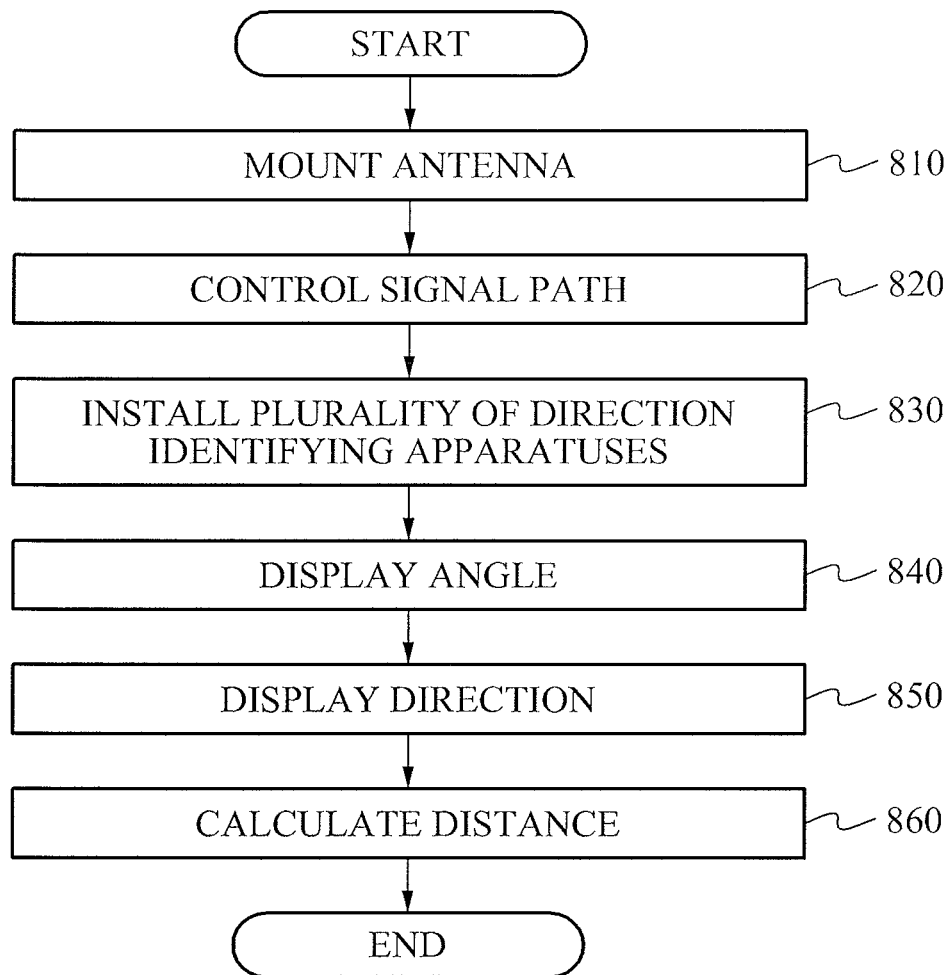 START
MOUNT ANTENNA
810
CONTROL SIGNAL PATH
820
INSTALL PLURALITY OF DIRECTION
IDENTIFYING APPARATUSES
830
DISPLAY ANGLE
840
DISPLAY DIRECTION
850
CALCULATE DISTANCE
860
END